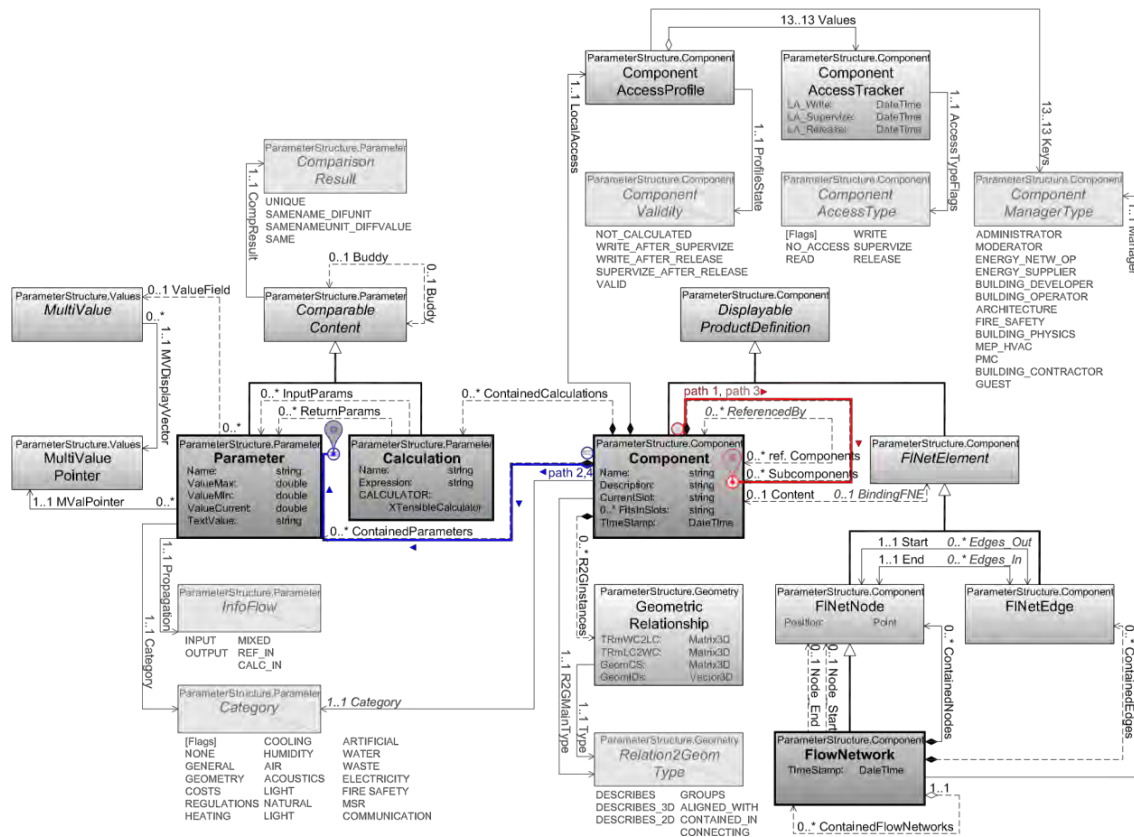 13..13 Values
ParameterStructure.Component
Component
AccessProfile
ParameterStructure.Component
Component
AccessTracker
LA_Write: DateTime
LA_Supervize: DateTime
LA_Release: DateTime
1..1 LocalAccess
1..1 ProfileState
1..1 AccessTypeFlags
13..13 Keys
ParameterStructure.Parameter
Comparison
Result
UNIQUE
SAMENAME_DIFUNIT
SAMENAMEUNIT_DIFFVALUE
SAME
1..1 CompResult
ParameterStructure.Component
Component
Validity
NOT_CALCULATED
WRITE_AFTER_SUPERVIZE
WRITE_AFTER_RELEASE
SUPERVIZE_AFTER_RELEASE
VALID
ParameterStructure.Component
Component
AccessType
[Flags] WRITE
NO_ACCESS SUPERVIZE
READ RELEASE
ParameterStructure.Component
Component
ManagerType
ADMINISTRATOR
MODERATOR
ENERGY_NETW_OP
ENERGY_SUPPLIER
BUILDING_DEVELOPER
BUILDING_OPERATOR
ARCHITECTURE
FIRE_SAFETY
BUILDING_PHYSICS
MEP_HVAC
PMC
BUILDING_CONTRACTOR
GUEST
1..1 Manager
0..1 Buddy
0..1 Buddy
ParameterStructure.Values
MultiValue
0..1 ValueField
0..*
1..1 MVDisplayVector
ParameterStructure.Parameter
Comparable
Content
ParameterStructure.Component
Displayable
ProductDefinition
0..* InputParams
0..* ReturnParams
0..* ContainedCalculations
path 1, path 3
0..* ReferencedBy
0..*
ParameterStructure.Values
MultiValue
Pointer
1..1 MValPointer
0..*
ParameterStructure.Parameter
Parameter
Name: string
ValueMax: double
ValueMin: double
ValueCurrent: double
TextValue: string
ParameterStructure.Parameter
Calculation
Name: string
Expression: string
CALCULATOR:
XTensibleCalculator
path 2,4
0..* ContainedParameters
ParameterStructure.Component
Component
Name: string
Description: string
CurrentSlot: string
0..* FitsInSlots: string
TimeStamp: DateTime
0..* ref. Components
0..* Subcomponents
0..1 Content
0..1 BindingFNE
ParameterStructure.Component
FlNetElement
1..1 Propagation
1..1 Category
ParameterStructure.Parameter
InfoFlow
INPUT MIXED
OUTPUT REF_IN
CALC_IN
0..* R2GInstances
1..1 R2GMainType
1..1 Start
1..1 End
0..* Edges_Out
0..* Edges_In
ParameterStructure.Geometry
Geometric
Relationship
TRmWC2LC: Matrix3D
TRmLC2WC: Matrix3D
GeomCS: Matrix3D
GeomIDs: Vector3D
1..1 Type
ParameterStructure.Component
FlNetNode
Position: Point
ParameterStructure.Component
FlNetEdge
0..1 Node_End
0..1 Node_Start
0..* ContainedNodes
0..* ContainedEdges
ParameterStructure.Parameter
Category
1..1 Category
[Flags] COOLING ARTIFICIAL
NONE HUMIDITY WATER
GENERAL AIR WASTE
GEOMETRY ACOUSTICS ELECTRICITY
COSTS LIGHT FIRE SAFETY
REGULATIONS NATURAL MSR
HEATING LIGHT COMMUNICATION
ParameterStructure.Geometry
Relation2Geom
Type
DESCRIBES GROUPS
DESCRIBES_3D ALIGNED_WITH
DESCRIBES_2D CONTAINED_IN
CONNECTING
ParameterStructure.Component
FlowNetwork
TimeStamp: DateTime
1..1
0..* ContainedFlowNetworks